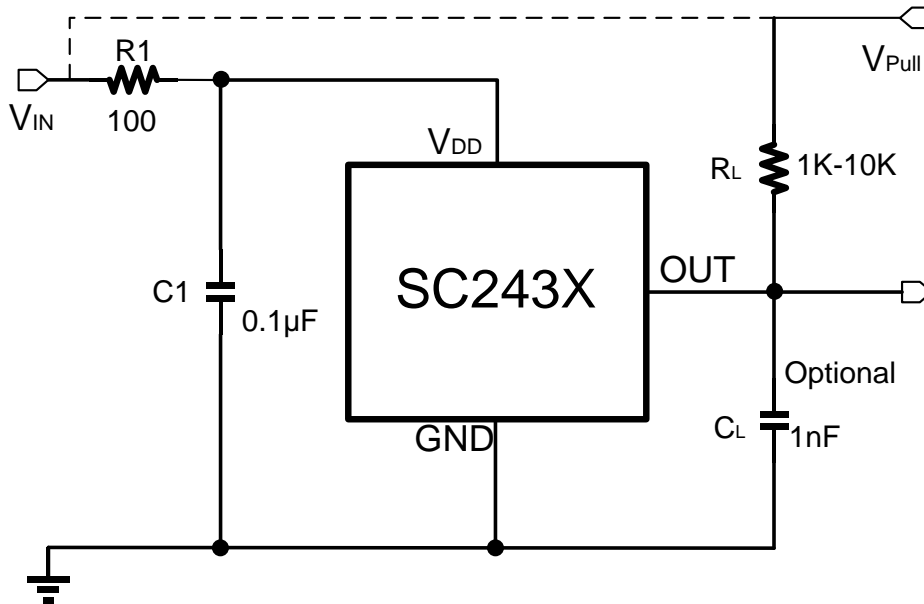 R1
VIN
100
VPull
VDD
RL
1K-10K
SC243X
OUT
C1
0.1µF
Optional
GND
CL
1nF